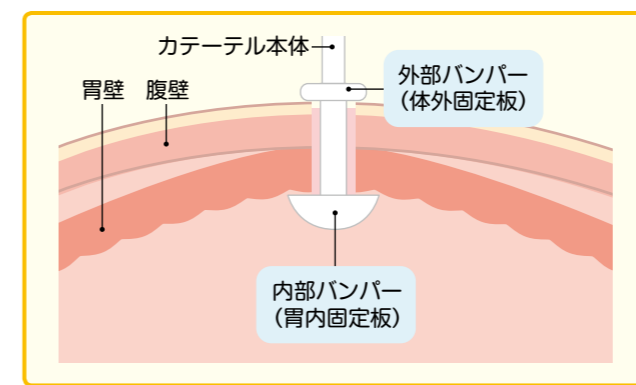 カテーテル本体
外部バンパー
（体外固定板）
胃壁 腹壁
内部バンパー
（胃内固定板）